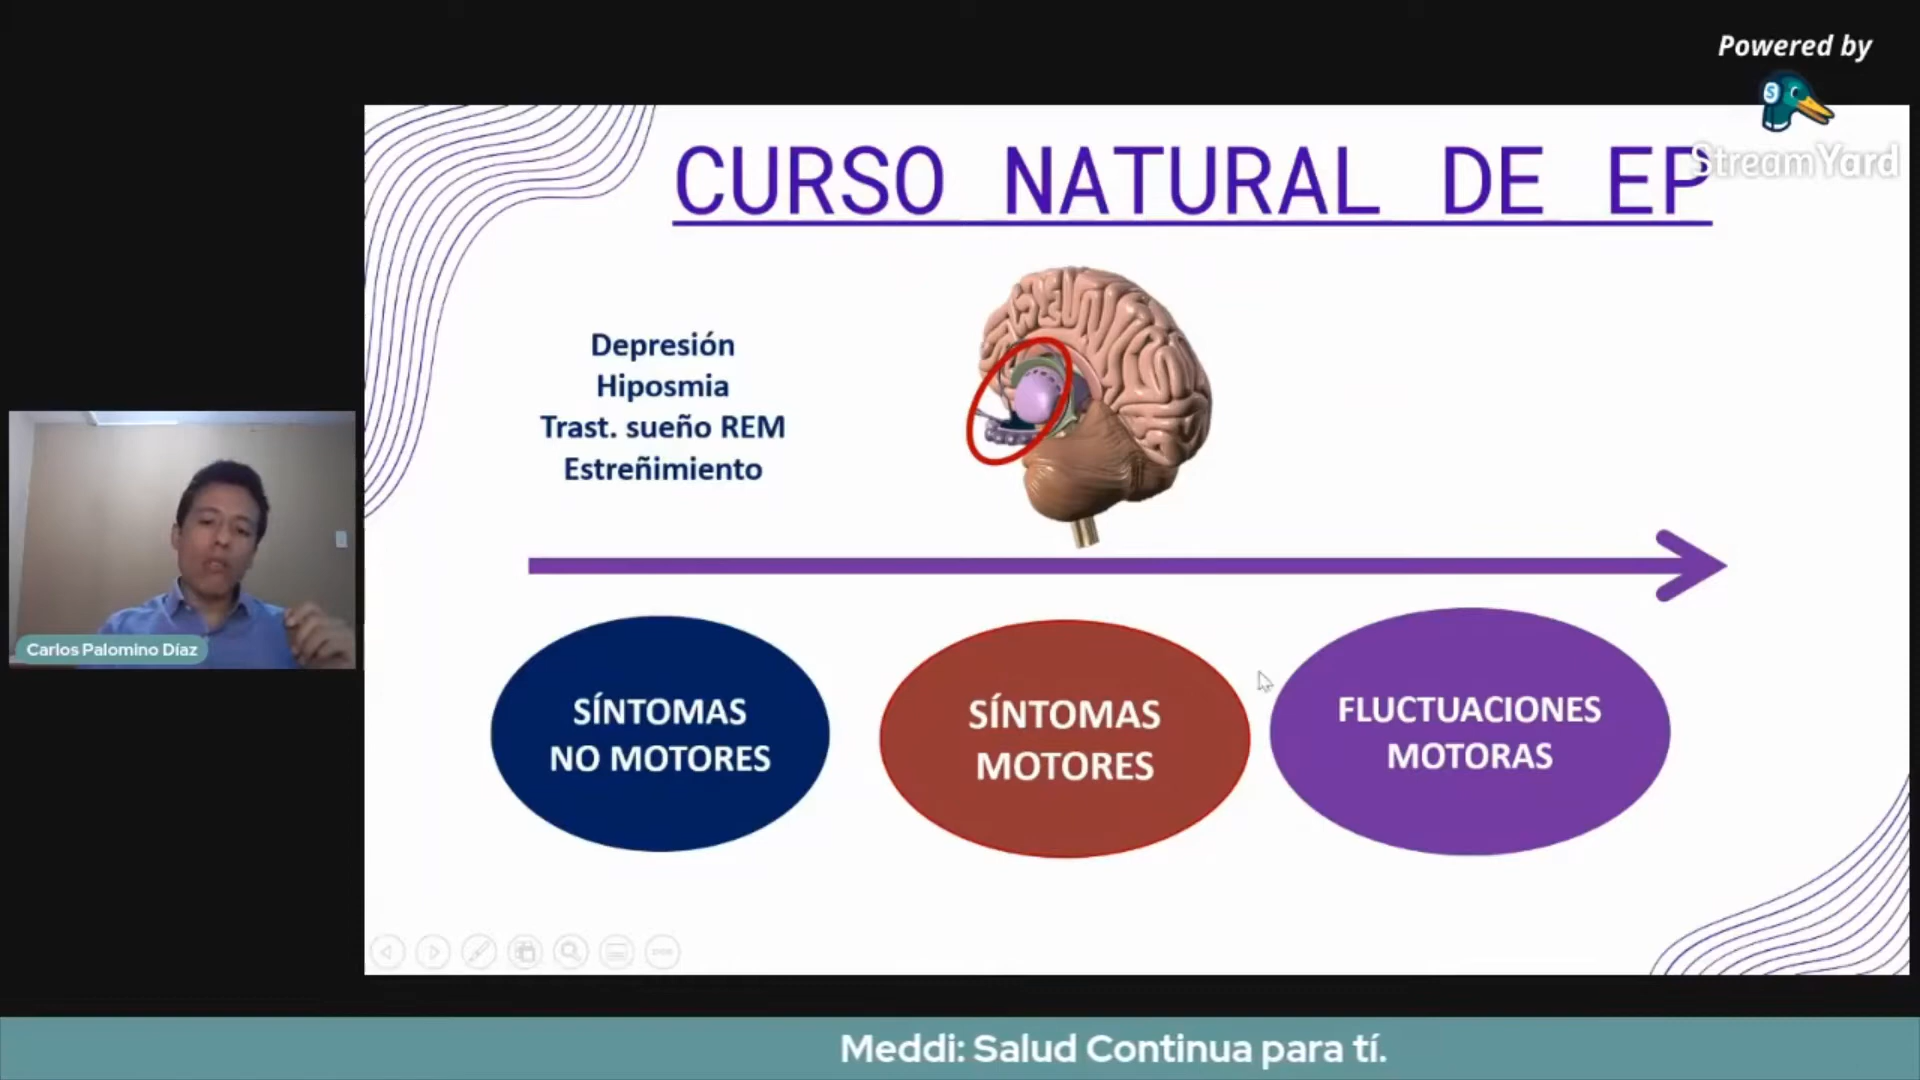 Powered by
StreamYard
CURSO NATURAL DE EP
Depresión
Hiposmia
Trast. sueño REM
Estreñimiento
SÍNTOMAS
NO MOTORES
SÍNTOMAS
MOTORES
FLUCTUACIONES
MOTORAS
Carlos Palomino Díaz
Meddi: Salud Continua para tí.